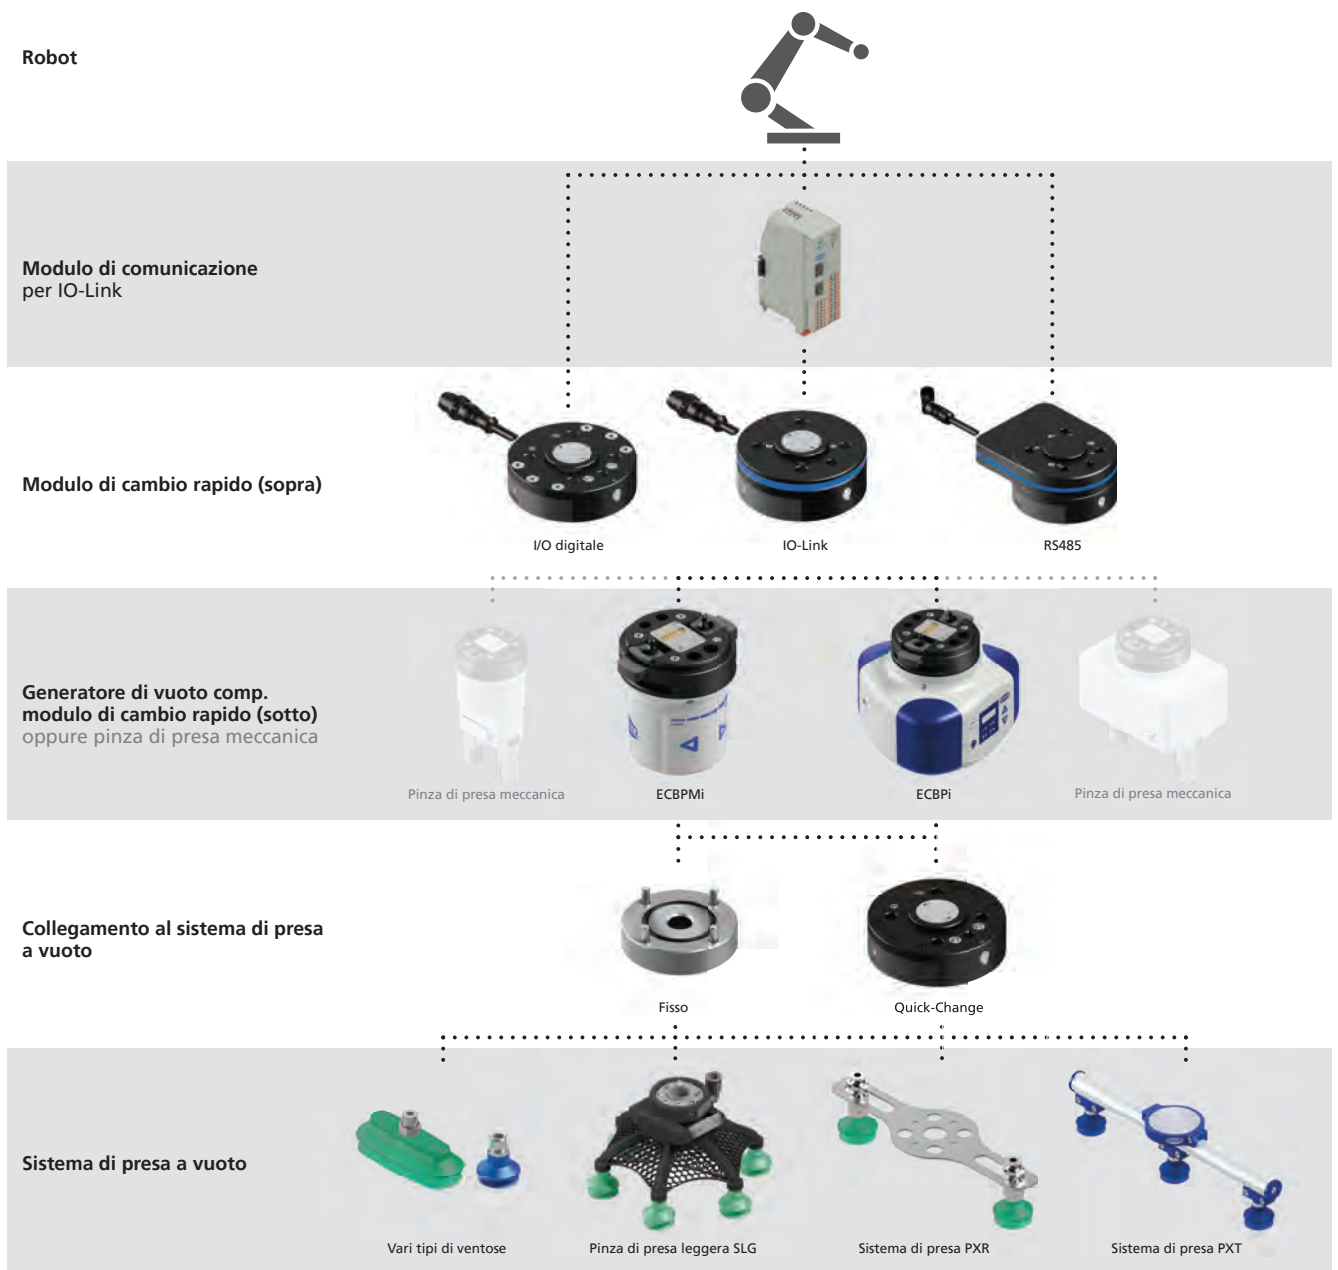 Robot
Modulo di comunicazione
per IO-Link
Modulo di cambio rapido (sopra)
I/O digitale
IO-Link
RS485
Generatore di vuoto comp.
modulo di cambio rapido (sotto)
oppure pinza di presa meccanica
Pinza di presa meccanica
ECBPMi
ECBPi
Pinza di presa meccanica
Collegamento al sistema di presa
a vuoto
Fisso
Quick-Change
Sistema di presa a vuoto
Vari tipi di ventose
Pinza di presa leggera SLG
Sistema di presa PXR
Sistema di presa PXT